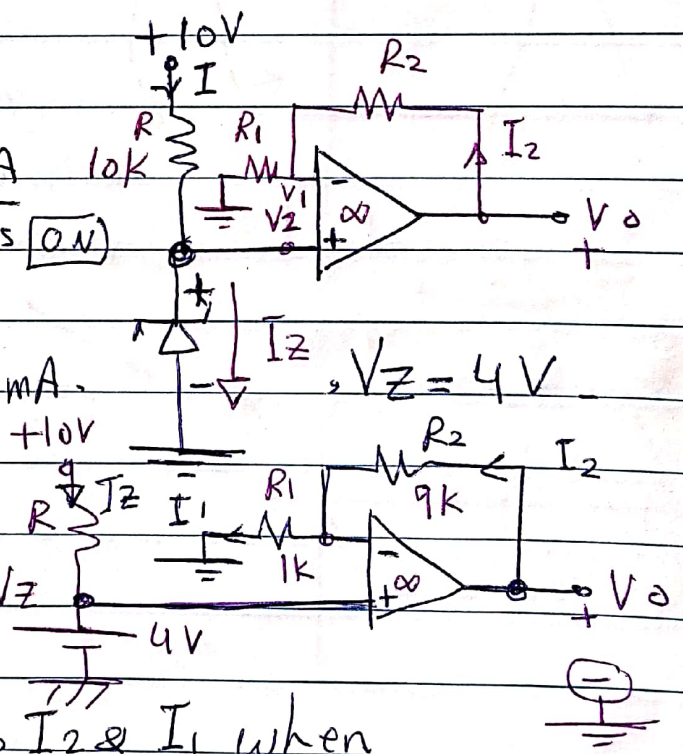 +10V
I
R2
R
R1
I2
A
10K
V1
-
∞
Vo
s ON)
V2
+
+
+
IZ
-
mA.
, VZ = 4V
+10V
R2
I2
IZ
R1
9K
R
I1
1K
-
∞
VZ
+
Vo
4V
+
-
I2 & I1 when